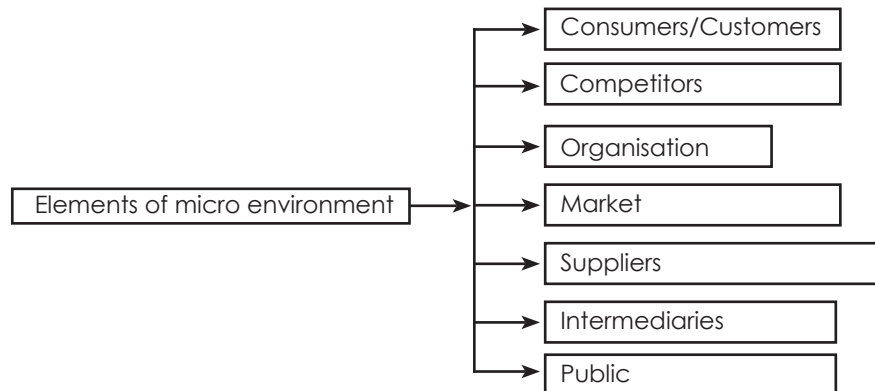 Consumers/Customers
Competitors
Organisation
Elements of micro environment
Market
Suppliers
Intermediaries
Public